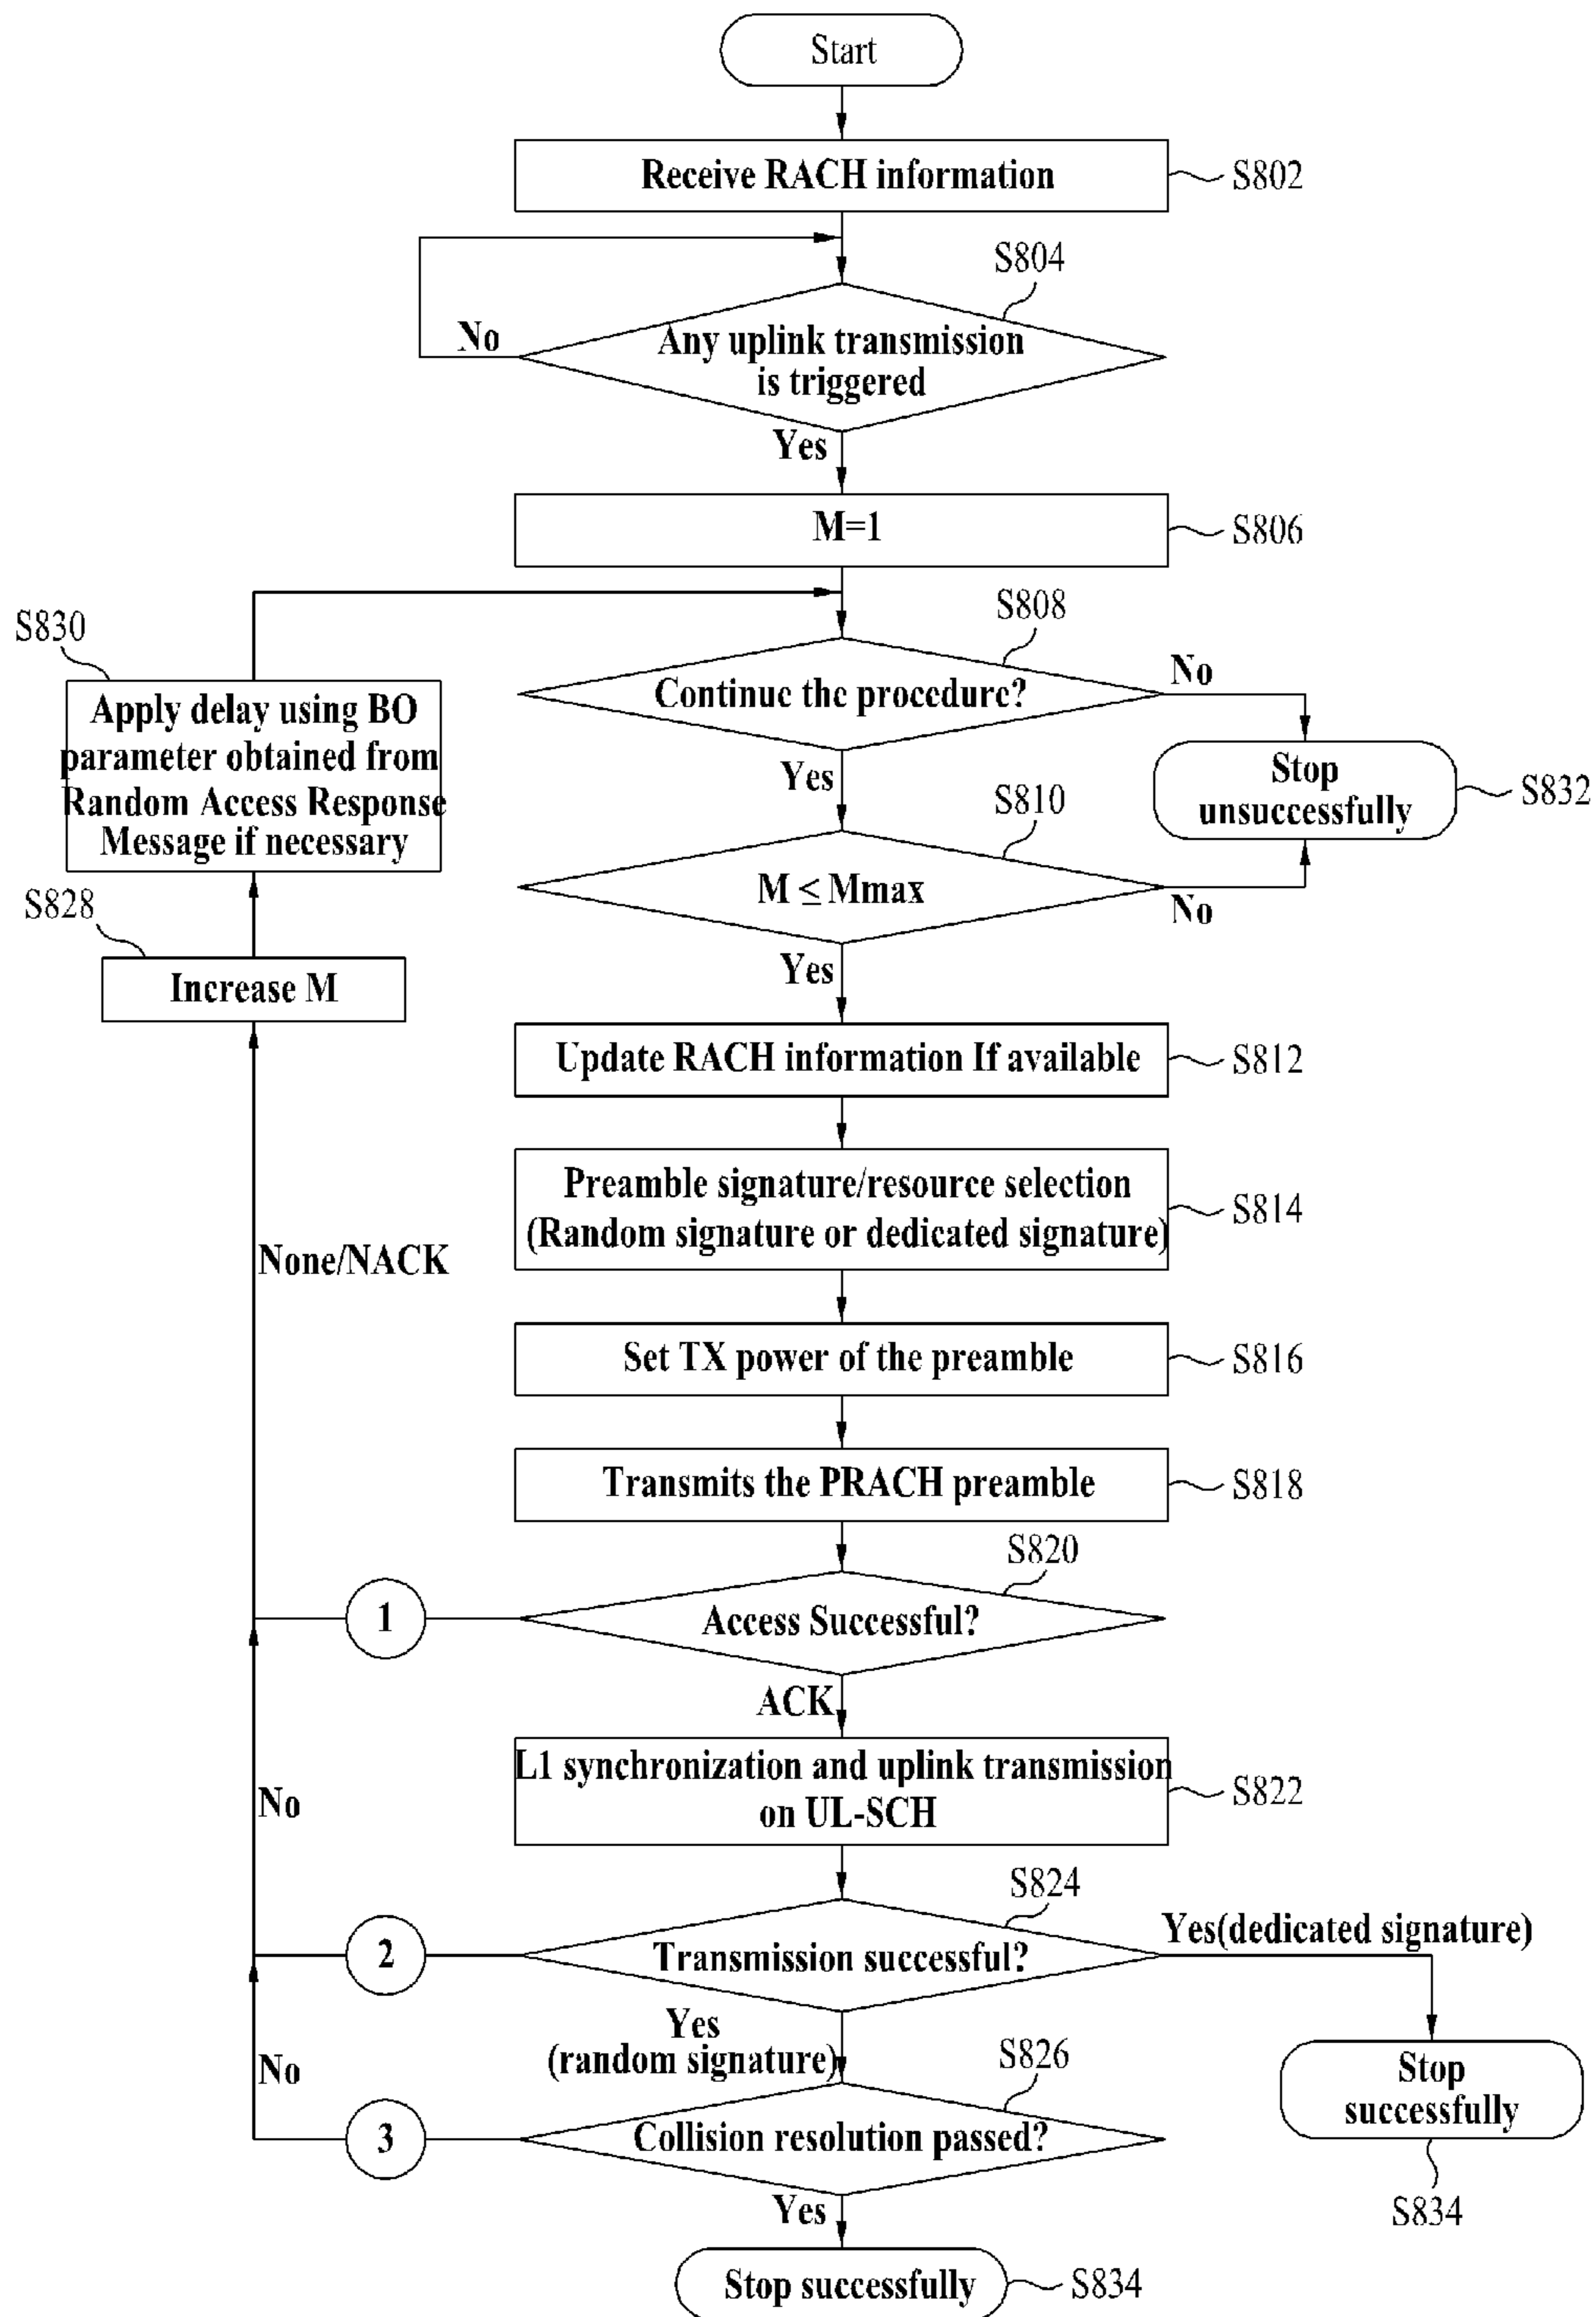 Start
Receive RACH information
S802
S804
No
Any uplink transmission
is triggered
Yes
M=1
S806
S830
S808
Apply delay using BO
parameter obtained from
Random Access Response
Message if necessary
Continue the procedure?
No
Yes
Stop
unsuccessfully
S832
S810
M ≤ Mmax
No
S828
Increase M
Yes
Update RACH information If available
S812
Preamble signature/resource selection
(Random signature or dedicated signature)
S814
None/NACK
Set TX power of the preamble
S816
Transmits the PRACH preamble
S818
S820
1
Access Successful?
ACK
L1 synchronization and uplink transmission
on UL-SCH
S822
No
S824
2
Transmission successful?
Yes(dedicated signature)
Yes
(random signature)
S826
No
Stop
successfully
S834
3
Collision resolution passed?
Yes
Stop successfully
S834